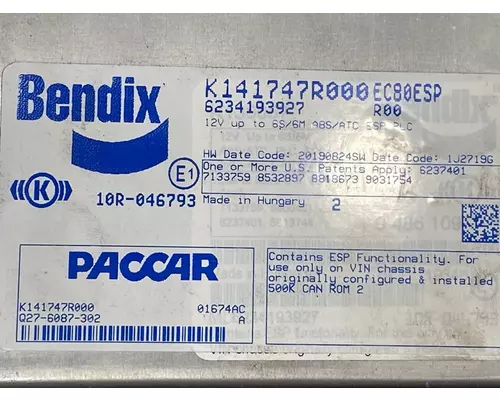 Bendix
K141747R000 EC80ESP
6234193927 R00
12V up to 6S/6M ABS/ATC ESP PLC
HW Date Code: 20190824SW Date Code: 1J2719G
One or More U.S. Patents Apply: 6237401
7133759 8532897 8818673 9031754
K
10R-046793 E1
Made in Hungary 2
PACCAR
K141747R000 01674AC
Q27-6087-302 A
Contains ESP Functionality. For
use only on VIN chassis
originally configured & installed
500K CAN ROM 2